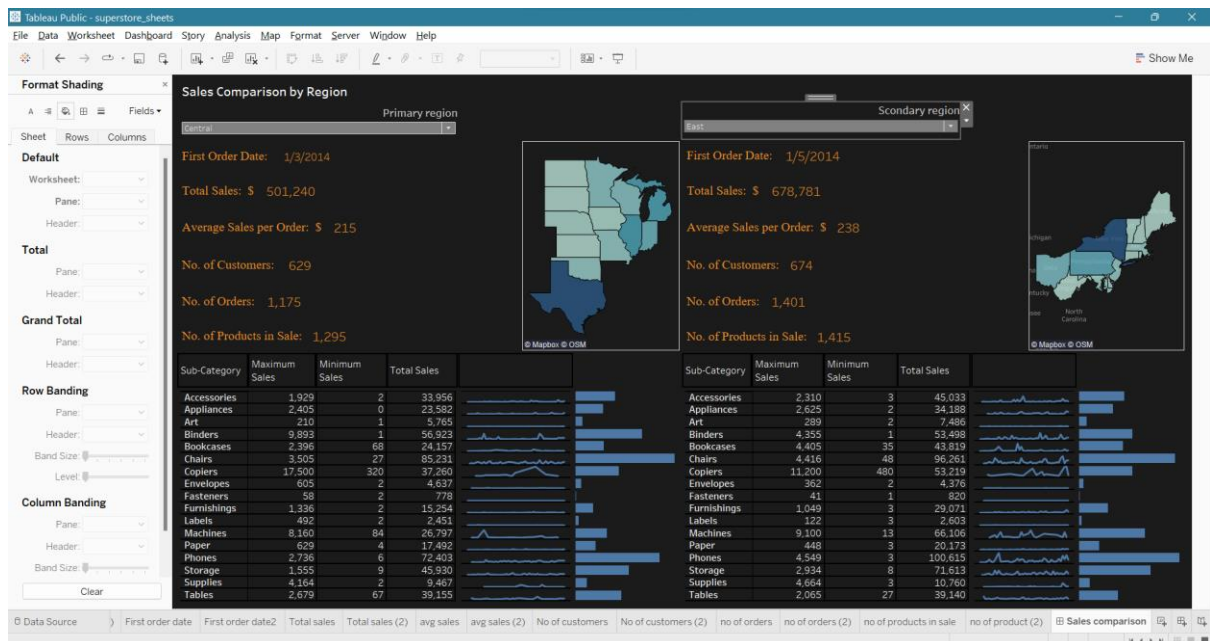 Tableau Public - superstore_sheets
File Data Worksheet Dashboard Story Analysis Map Format Server Window Help
Show Me
Format Shading
Fields
Sheet Rows Columns
Default
Worksheet:
Pane:
Header:
Total
Pane:
Header:
Grand Total
Pane:
Header:
Row Banding
Pane:
Header:
Band Size:
Level:
Column Banding
Pane:
Header:
Band Size:
Clear
Sales Comparison by Region
Primary region
Central
First Order Date: 1/3/2014
Total Sales: $ 501,240
Average Sales per Order: $ 215
No. of Customers: 629
No. of Orders: 1,175
No. of Products in Sale: 1,295
© Mapbox © OSM
Scondary region
East
First Order Date: 1/5/2014
Total Sales: $ 678,781
Average Sales per Order: $ 238
No. of Customers: 674
No. of Orders: 1,401
No. of Products in Sale: 1,415
ntario
chigan
ntucky
North
Carolina
© Mapbox © OSM
Sub-Category Maximum Sales Minimum Sales Total Sales
Accessories 1,929 2 33,956
Appliances 2,405 0 23,582
Art 210 1 5,765
Binders 9,893 1 56,923
Bookcases 2,396 68 24,157
Chairs 3,505 27 85,231
Copiers 17,500 320 37,260
Envelopes 605 2 4,637
Fasteners 58 2 778
Furnishings 1,336 2 15,254
Labels 492 2 2,451
Machines 8,160 84 26,797
Paper 629 4 17,492
Phones 2,736 6 72,403
Storage 1,555 9 45,930
Supplies 4,164 2 9,467
Tables 2,679 67 39,155
Sub-Category Maximum Sales Minimum Sales Total Sales
Accessories 2,310 3 45,033
Appliances 2,625 2 34,188
Art 289 2 7,486
Binders 4,355 1 53,498
Bookcases 4,405 35 43,819
Chairs 4,416 48 96,261
Copiers 11,200 480 53,219
Envelopes 362 2 4,376
Fasteners 41 1 820
Furnishings 1,049 3 29,071
Labels 122 3 2,603
Machines 9,100 13 66,106
Paper 448 3 20,173
Phones 4,549 3 100,615
Storage 2,934 8 71,613
Supplies 4,664 3 10,760
Tables 2,065 27 39,140
Data Source First order date First order date2 Total sales Total sales (2) avg sales avg sales (2) No of customers No of customers (2) no of orders no of orders (2) no of products in sale no of product (2) Sales comparison